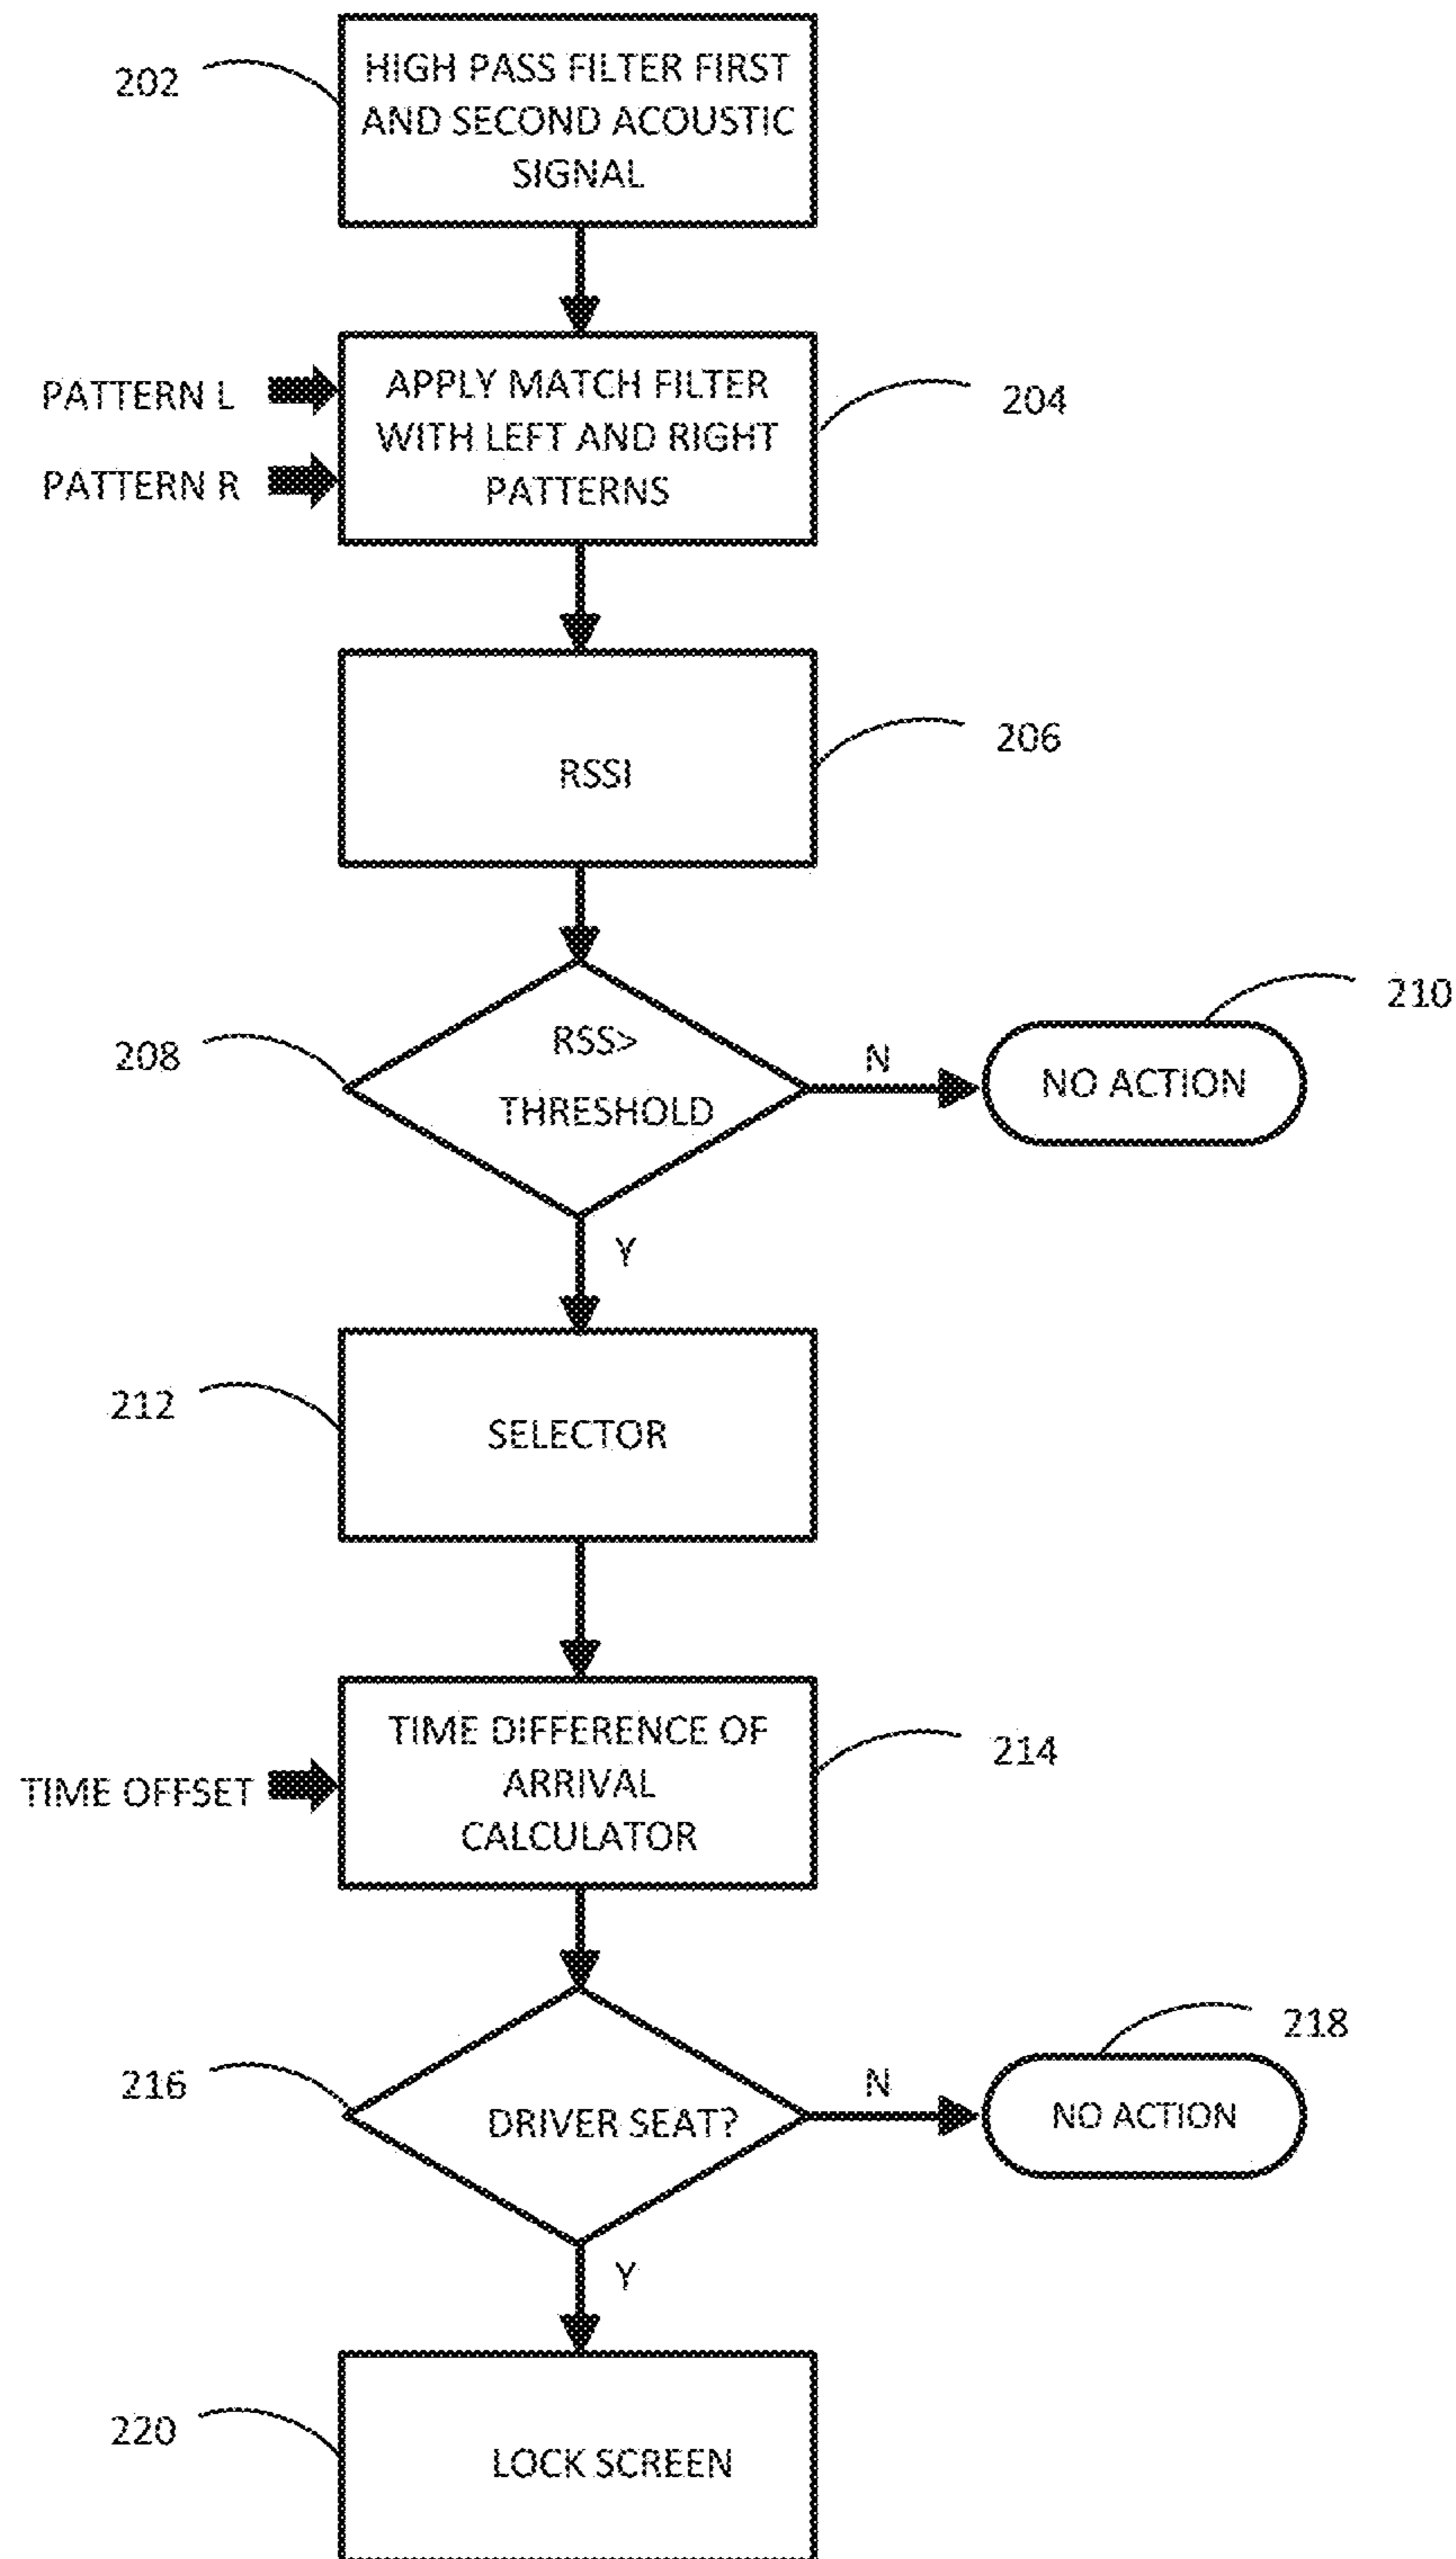 202
HIGH PASS FILTER FIRST
AND SECOND ACOUSTIC
SIGNAL
PATTERN L
PATTERN R
APPLY MATCH FILTER
WITH LEFT AND RIGHT
PATTERNS
204
RSSI
206
208
RSS>
THRESHOLD
N
210
NO ACTION
Y
212
SELECTOR
TIME OFFSET
TIME DIFFERENCE OF
ARRIVAL
CALCULATOR
214
216
DRIVER SEAT?
N
218
NO ACTION
Y
220
LOCK SCREEN